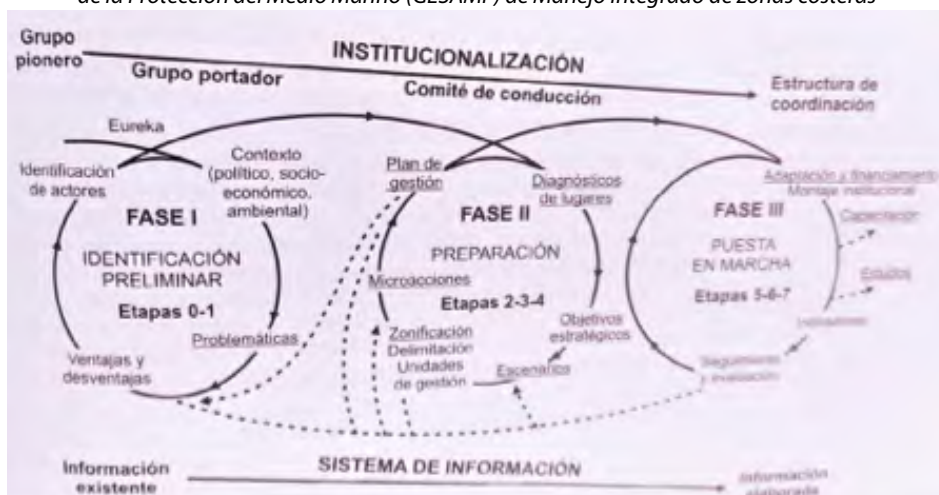 de la Protección del Medio Marino (GESAMP) de Manejo Integrado de zonas costeras
Grupo
pionero
INSTITUCIONALIZACIÓN
Grupo portador
Comité de conducción
Estructura de
coordinación
Eureka
Identificación
de actores
Contexto
(político, socio-
económico,
ambiental)
FASE I
IDENTIFICACIÓN
PRELIMINAR
Etapas 0-1
Problemáticas
Ventajas y
desventajas
Plan de
gestión
Diagnósticos
de lugares
FASE II
PREPARACIÓN
Microacciones
Etapas 2-3-4
Zonificación
Delimitación
Unidades
de gestión
Objetivos
estratégicos
Escenarios
Adaptación y financiamiento
Montaje institucional
FASE III
Capacitación
PUESTA
EN MARCHA
Estudios
Etapas 5-6-7
Indicadores
Seguimiento
y evaluación
Información
existente
SISTEMA DE INFORMACIÓN
Información
elaborada